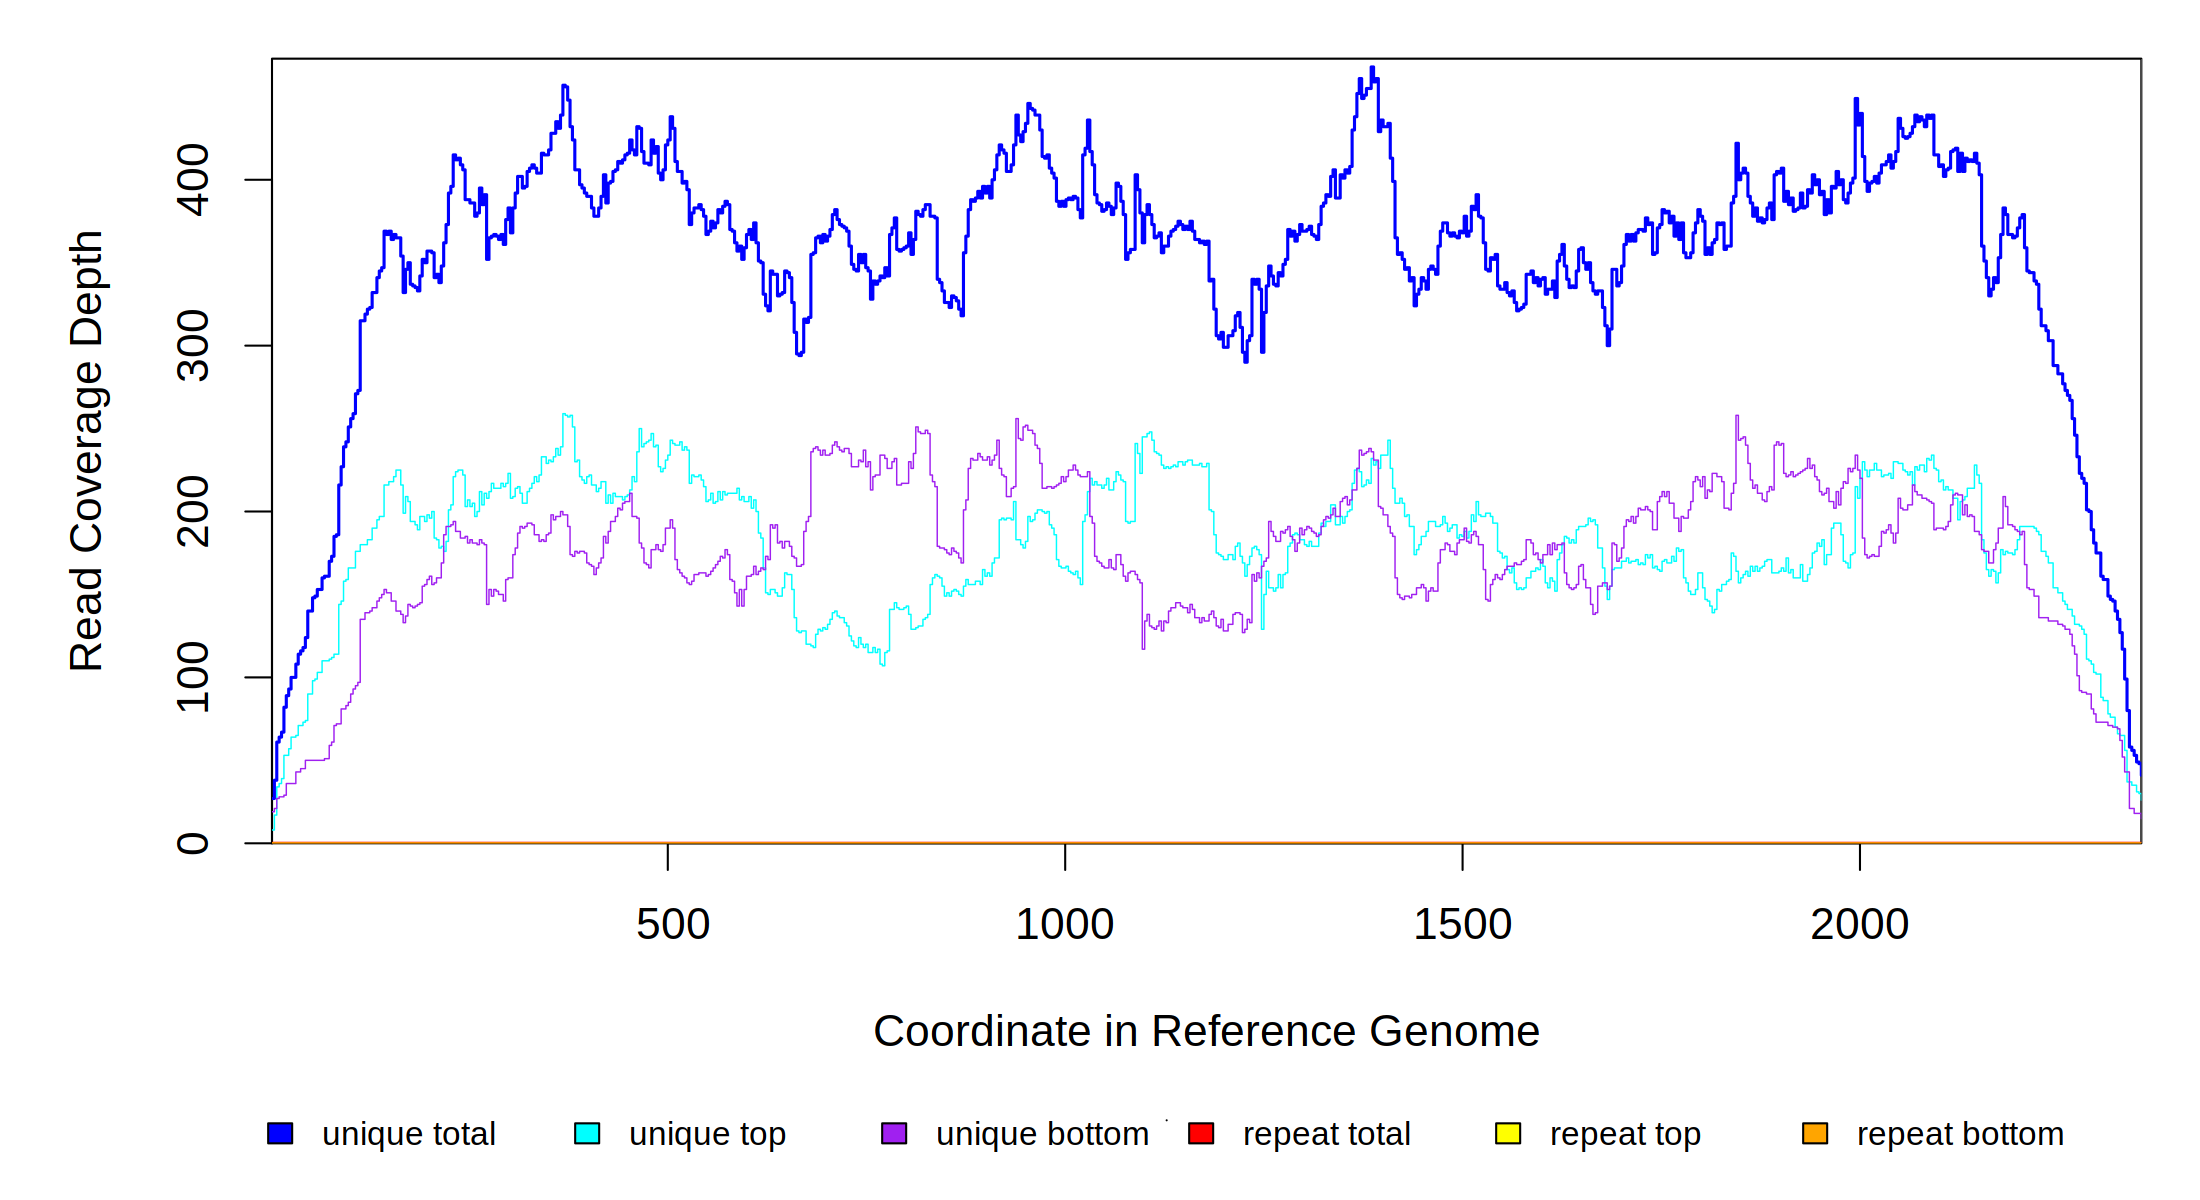 Read Coverage Depth
400
300
200
100
0
500 1000 1500 2000
Coordinate in Reference Genome
unique total unique top unique bottom repeat total repeat top repeat bottom